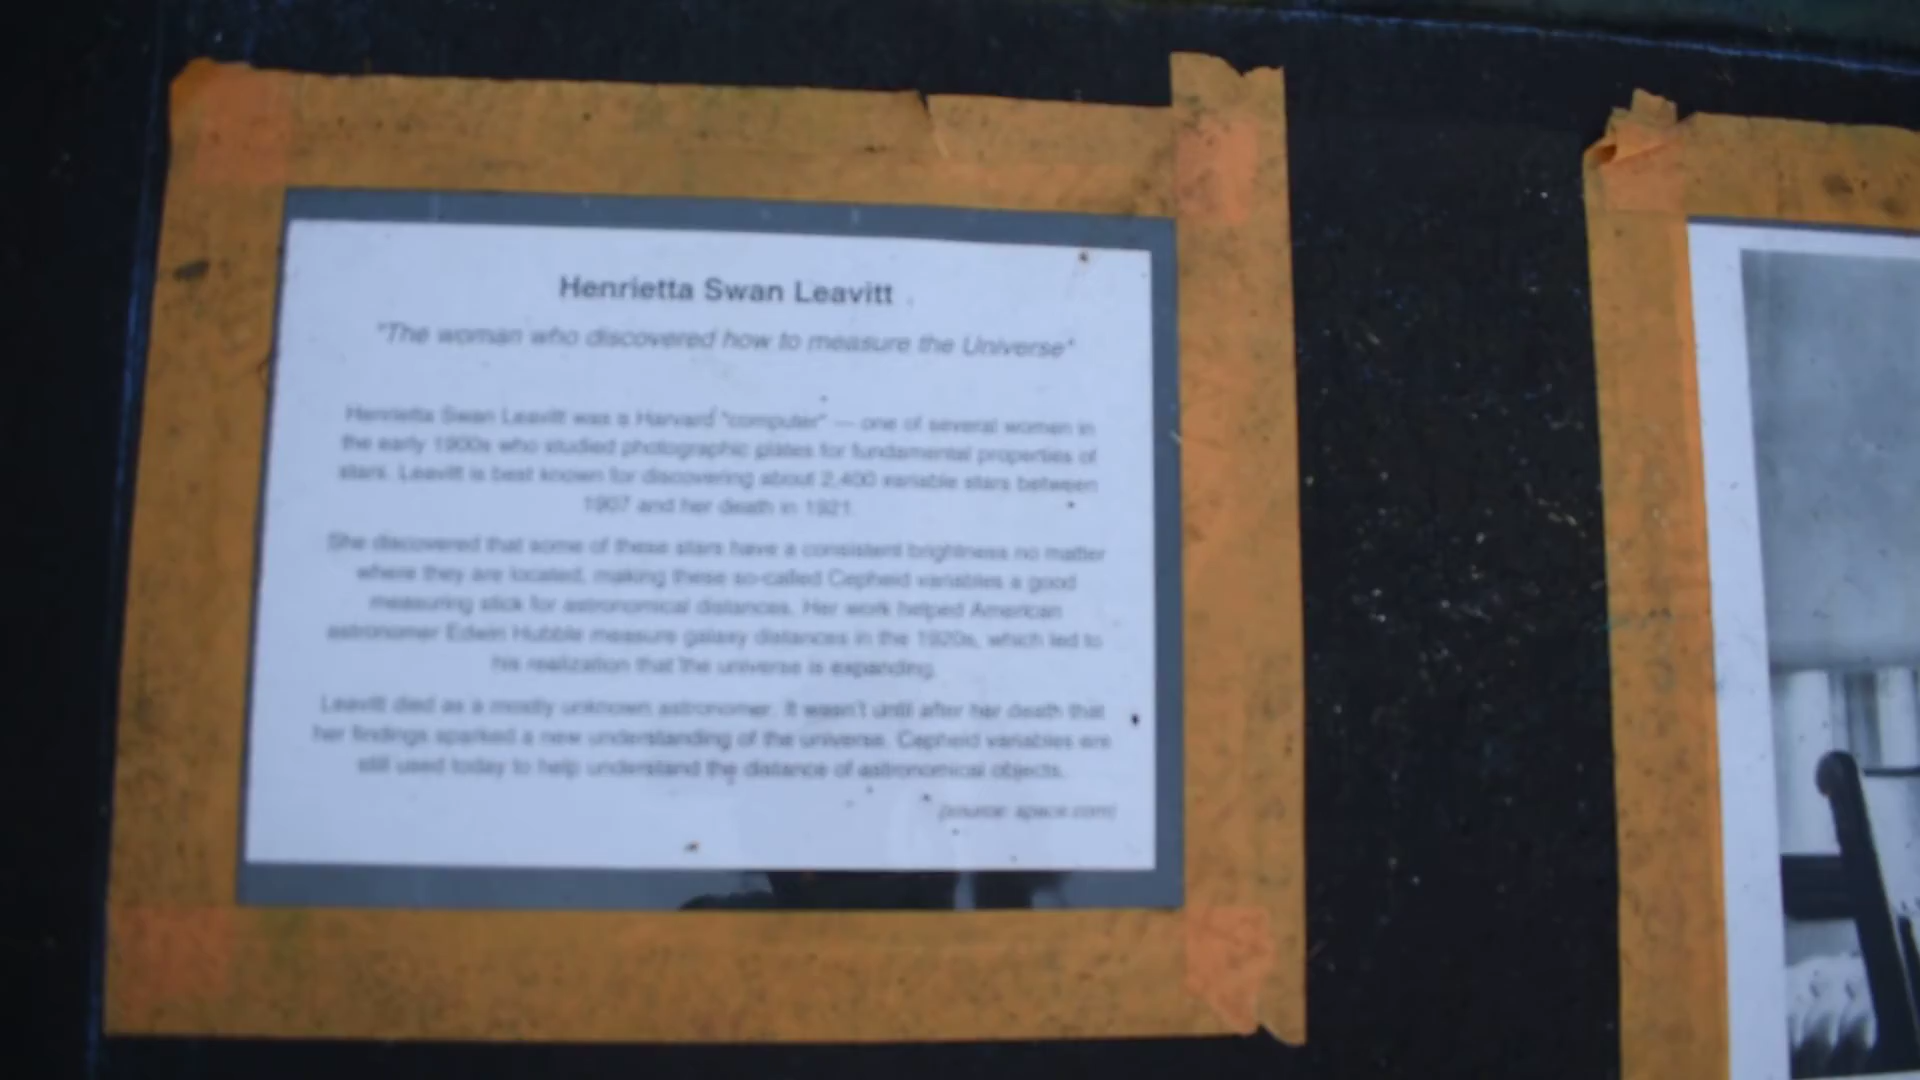 Henrietta Swan Leavitt
"The woman who discovered how to measure the Universe"
Henrietta Swan Leavitt was a Harvard "computer" — one of several women in
the early 1900s who studied photographic plates for fundamental properties of
stars. Leavitt is best known for discovering about 2,400 variable stars between
1907 and her death in 1921.
She discovered that some of these stars have a consistent brightness no matter
where they are located, making these so-called Cepheid variables a good
measuring stick for astronomical distances. Her work helped American
astronomer Edwin Hubble measure galaxy distances in the 1920s, which led to
his realization that the universe is expanding.
Leavitt died as a mostly unknown astronomer. It wasn't until after her death that
her findings sparked a new understanding of the universe. Cepheid variables are
still used today to help understand the distance of astronomical objects.
(source: space.com)